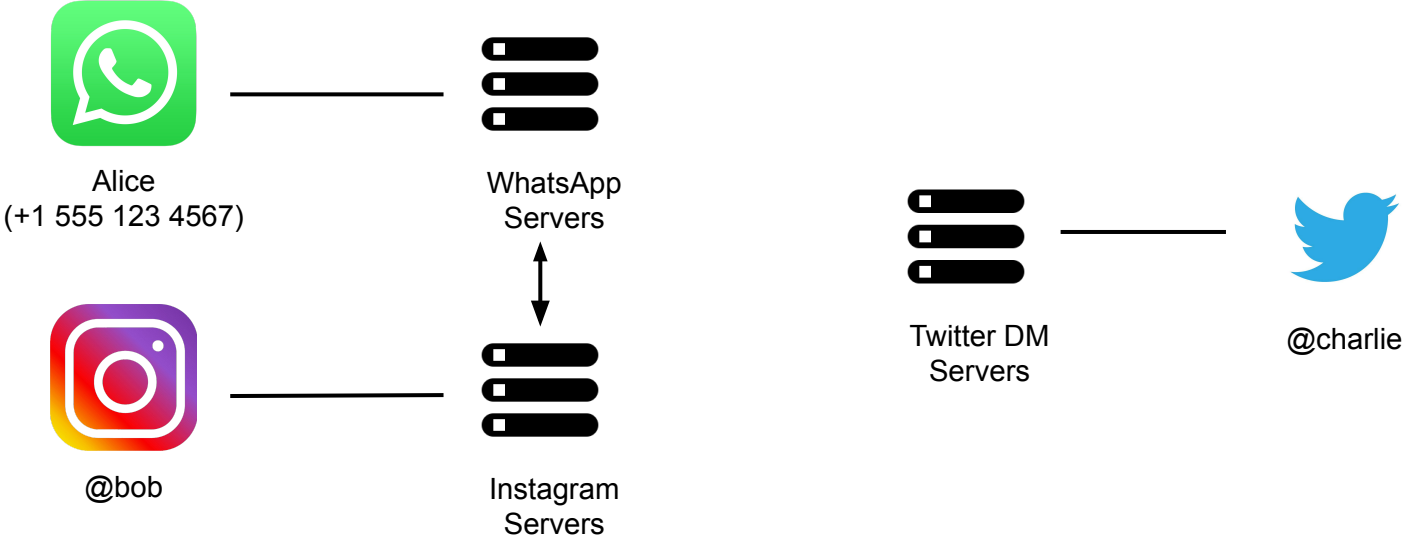 Alice
(+1 555 123 4567)
WhatsApp
Servers
@bob
Instagram
Servers
Twitter DM
Servers
@charlie